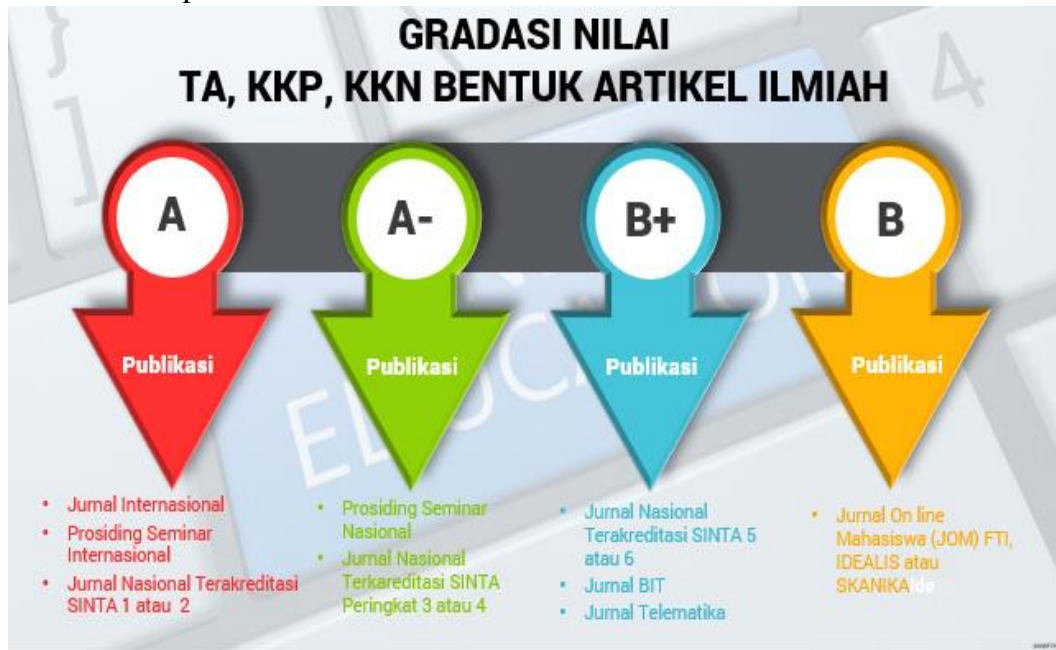 GRADASI NILAI
TA, KKP, KKN BENTUK ARTIKEL ILMIAH
A
A-
B+
B
Publikasi
Publikasi
Publikasi
Publikasi
• Jurnal Internasional
• Prosiding Seminar
Internasional
• Jurnal Nasional Terakreditasi
SINTA 1 atau 2
• Prosiding Seminar
Nasional
• Jurnal Nasional
Terkareditasi SINTA
Peringkat 3 atau 4
• Jurnal Nasional
Terakreditasi SINTA 5
atau 6
• Jurnal BIT
• Jurnal Telematika
• Jurnal On line
Mahasiswa (JOM) FTI,
IDEALIS atau
SKANIKA